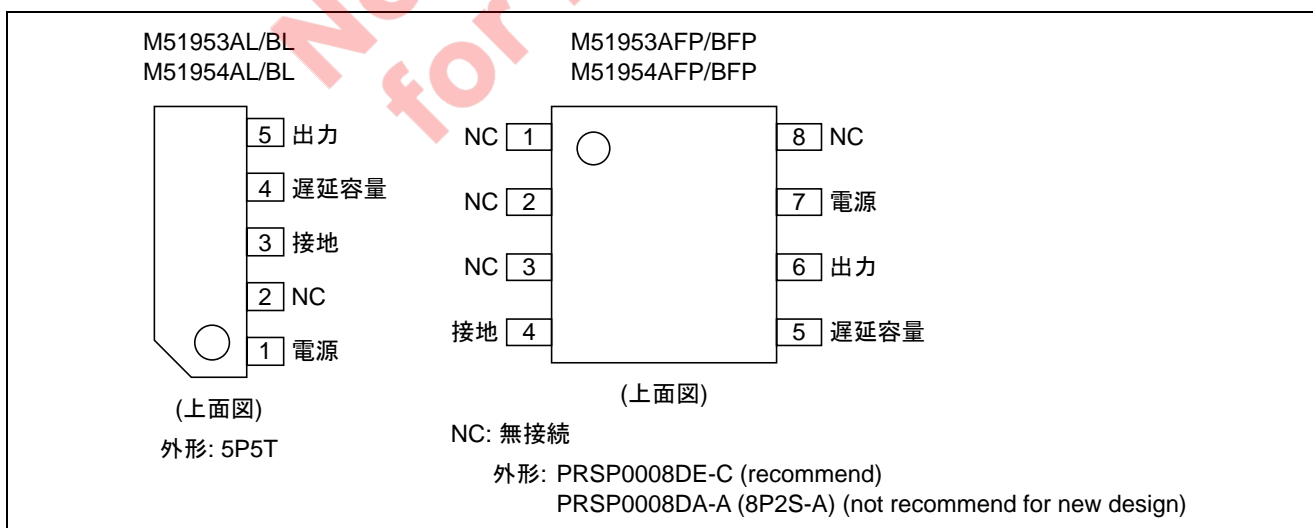 No
for
M51953AL/BL
M51954AL/BL
5 出力
4 遅延容量
3 接地
2 NC
1 電源
(上面図)
外形: 5P5T
M51953AFP/BFP
M51954AFP/BFP
NC 1
NC 2
NC 3
接地 4
8 NC
7 電源
6 出力
5 遅延容量
(上面図)
NC: 無接続
外形: PRSP0008DE-C (recommend)
PRSP0008DA-A (8P2S-A) (not recommend for new design)